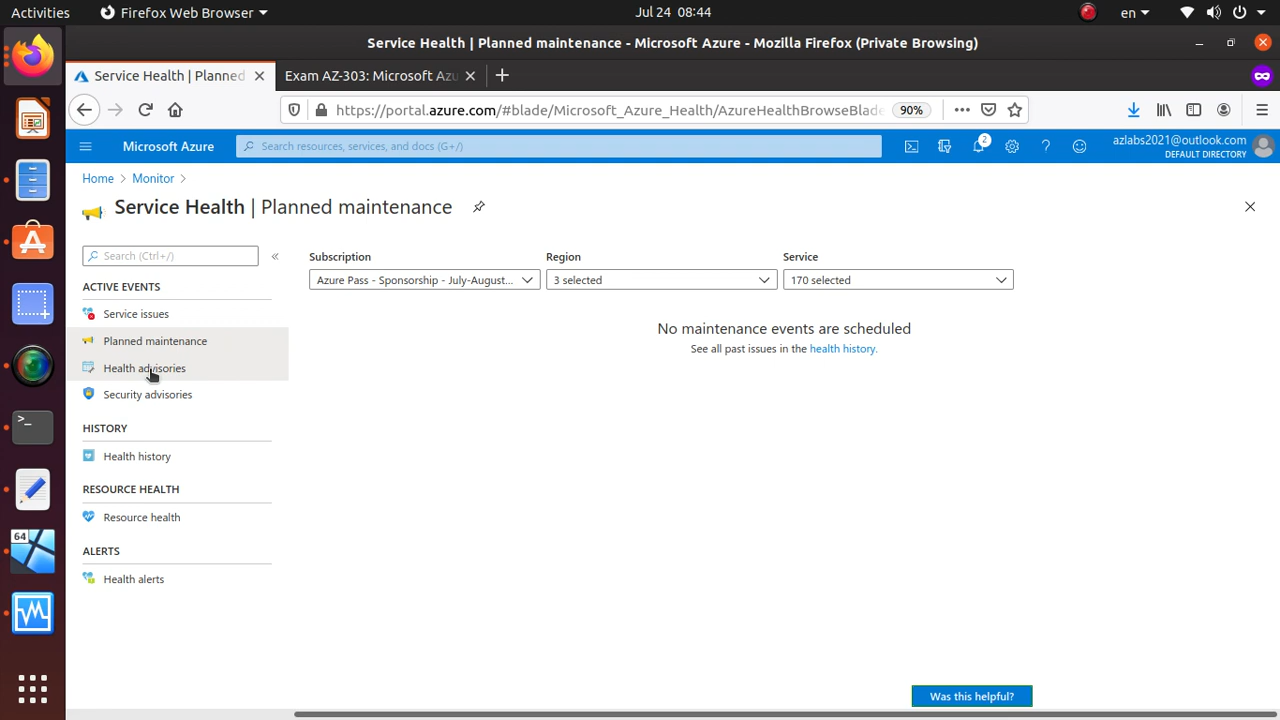 Activities
Firefox Web Browser
Jul 24 08:44
en
Service Health | Planned maintenance - Microsoft Azure - Mozilla Firefox (Private Browsing)
Service Health | Planned
Exam AZ-303: Microsoft Azu
https://portal.azure.com/#blade/Microsoft_Azure_Health/AzureHealthBrowseBlade
90%
Microsoft Azure
Search resources, services, and docs (G+/)
2
azlabs2021@outlook.com
DEFAULT DIRECTORY
Home > Monitor >
Service Health | Planned maintenance
Search (Ctrl+/)
«
ACTIVE EVENTS
Service issues
Planned maintenance
Health advisories
Security advisories
HISTORY
Health history
RESOURCE HEALTH
Resource health
ALERTS
Health alerts
Subscription
Azure Pass - Sponsorship - July-August...
Region
3 selected
Service
170 selected
No maintenance events are scheduled
See all past issues in the health history.
Was this helpful?
64
>_